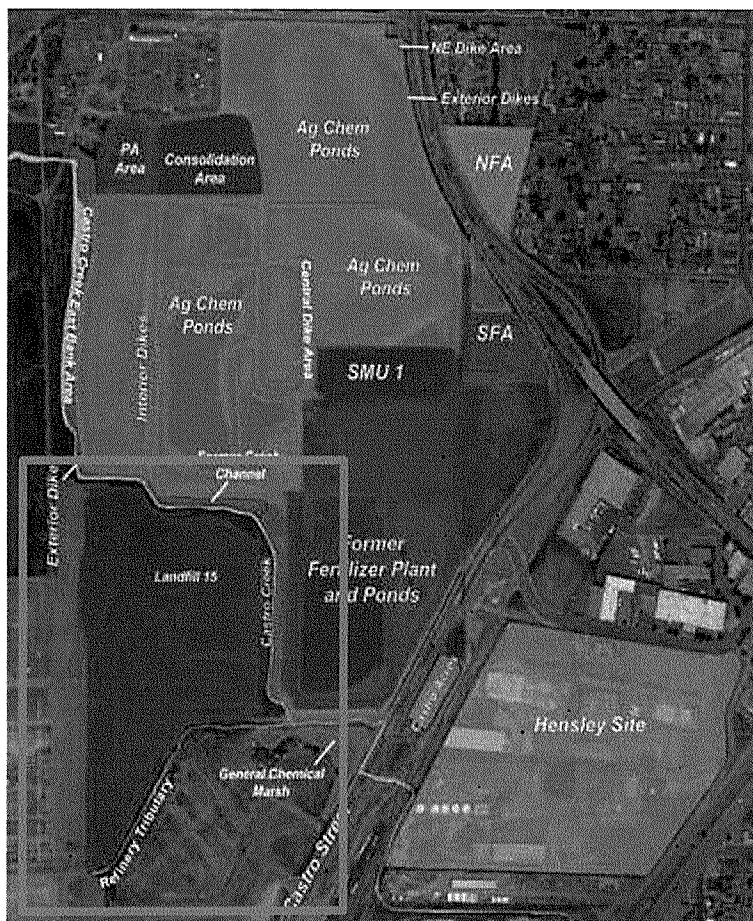 NE Dike Area
Exterior Dikes
Ag Chem
Ponds
NFA
PA
Area
Consolidation
Area
Castro Creek East Bank Area
Ag Chem
Ponds
Central Dike Area
Ag Chem
Ponds
Interior Dikes
SFA
SMU 1
Channel
Exterior Dike
Former
Fertilizer Plant
and Ponds
Landfill 15
Castro Creek
Hensley Site
General Chemical
Marsh
Refinery Tributary
Castro Street